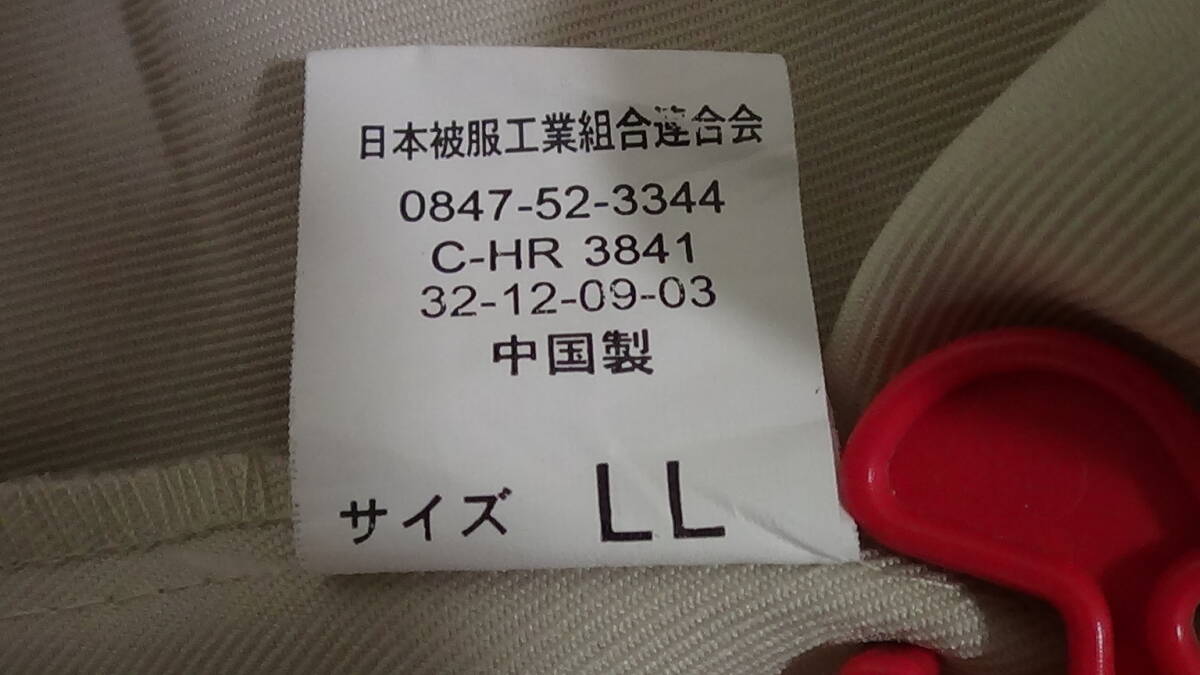 日本被服工業組合連合会
0847-52-3344
C-HR 3841
32-12-09-03
中国製
サイズ LL